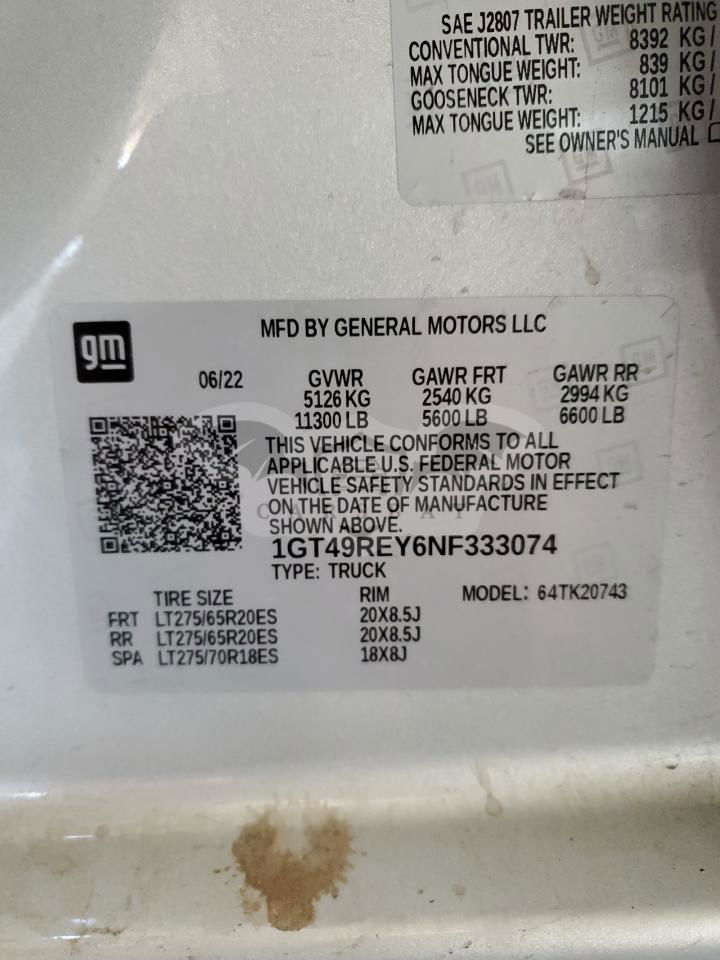 SAE J2807 TRAILER WEIGHT RATING
CONVENTIONAL TWR: 8392 KG/
MAX TONGUE WEIGHT: 839 KG/
GOOSENECK TWR: 8101 KG/
MAX TONGUE WEIGHT: 1215 KG/
SEE OWNER'S MANUAL
gm
MFD BY GENERAL MOTORS LLC
06/22 GVWR GAWR FRT GAWR RR
5126 KG 2540 KG 2994 KG
11300 LB 5600 LB 6600 LB
THIS VEHICLE CONFORMS TO ALL
APPLICABLE U.S. FEDERAL MOTOR
VEHICLE SAFETY STANDARDS IN EFFECT
ON THE DATE OF MANUFACTURE
SHOWN ABOVE.
1GT49REY6NF333074
TYPE: TRUCK
TIRE SIZE RIM MODEL: 64TK20743
FRT LT275/65R20ES 20X8.5J
RR LT275/65R20ES 20X8.5J
SPA LT275/70R18ES 18X8J